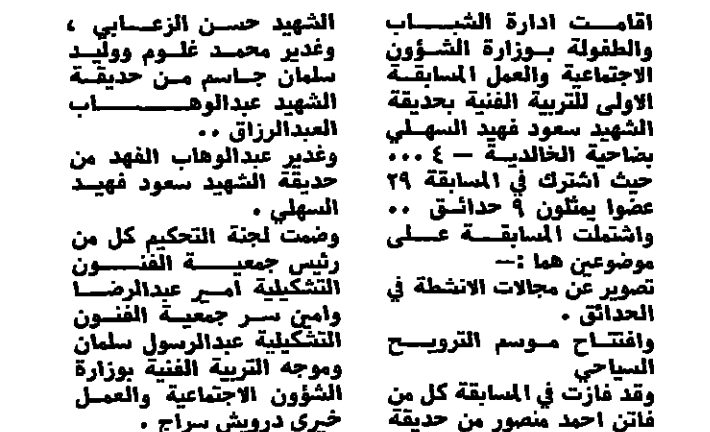 اقامت ادارة الشباب
والطفولة بوزارة الشؤون
الاجتماعية والعمل المسابقة
الاولى للتربية الفنية بحديقة
الشهيد سعود فهيد السهلي
بضاحية الخالدية — ٤ ...
حيث اشترك في المسابقة ٢٩
عضوا يمثلون ٩ حدائق ..
واشتملت المسابقة على
موضوعين هما :—
تصوير عن مجالات الانشطة في
الحدائق .
وافتتاح موسم الترويح
السياحي
وقد فازت في المسابقة كل من
فاتن احمد منصور من حديقة
الشهيد حسن الزعابي ،
وغدير محمد غلوم ووليد
سلمان جاسم من حديقة
الشهيد عبدالوهاب
العبدالرزاق ..
وغدير عبدالوهاب الفهد من
حديقة الشهيد سعود فهيد
السهلي .
وضمت لجنة التحكيم كل من
رئيس جمعية الفنون
التشكيلية امير عبدالرضا
وامين سر جمعية الفنون
التشكيلية عبدالرسول سلمان
وموجه التربية الفنية بوزارة
الشؤون الاجتماعية والعمل
خيري درويش سراج .